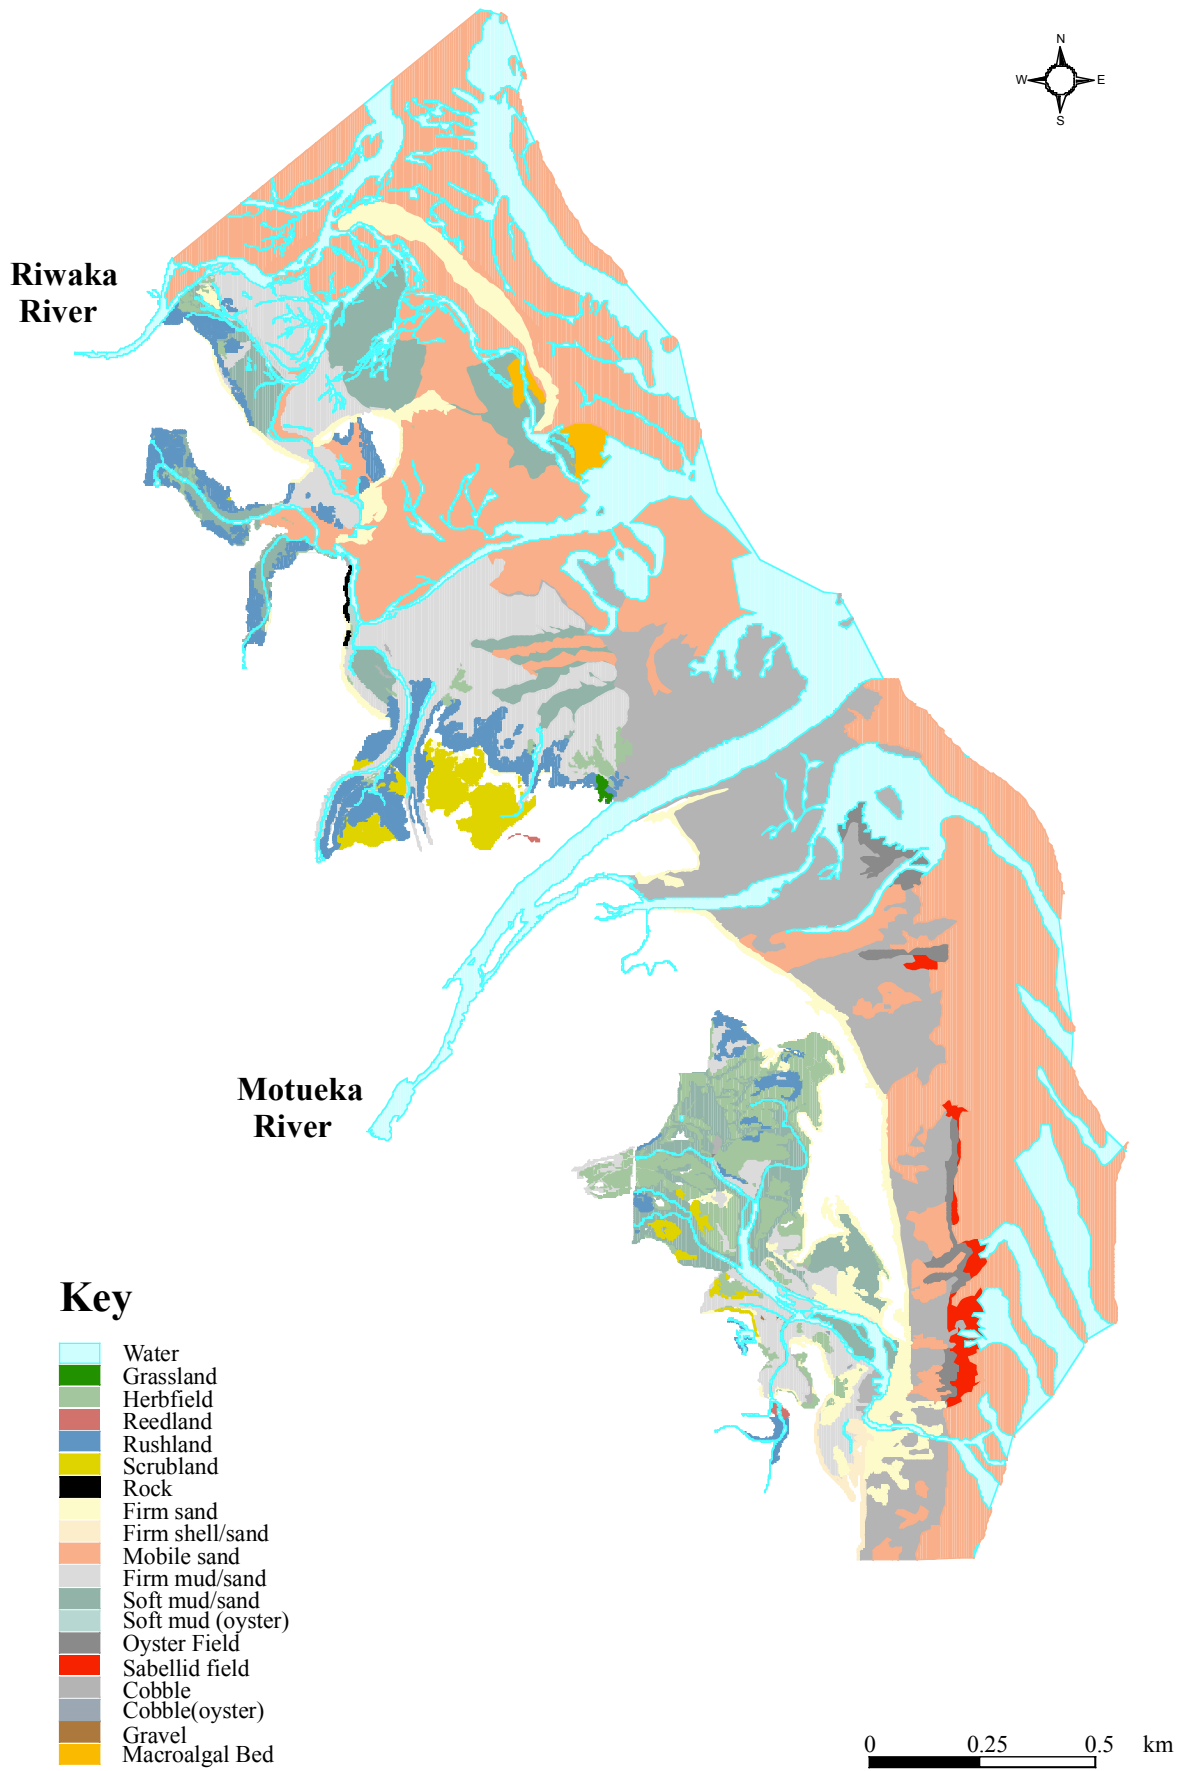 N
W E
S
Riwaka
River
Motueka
River
Key
Water
Grassland
Herbfield
Reedland
Rushland
Scrubland
Rock
Firm sand
Firm shell/sand
Mobile sand
Firm mud/sand
Soft mud/sand
Soft mud (oyster)
Oyster Field
Sabellid field
Cobble
Cobble(oyster)
Gravel
Macroalgal Bed
0 0.25 0.5 km